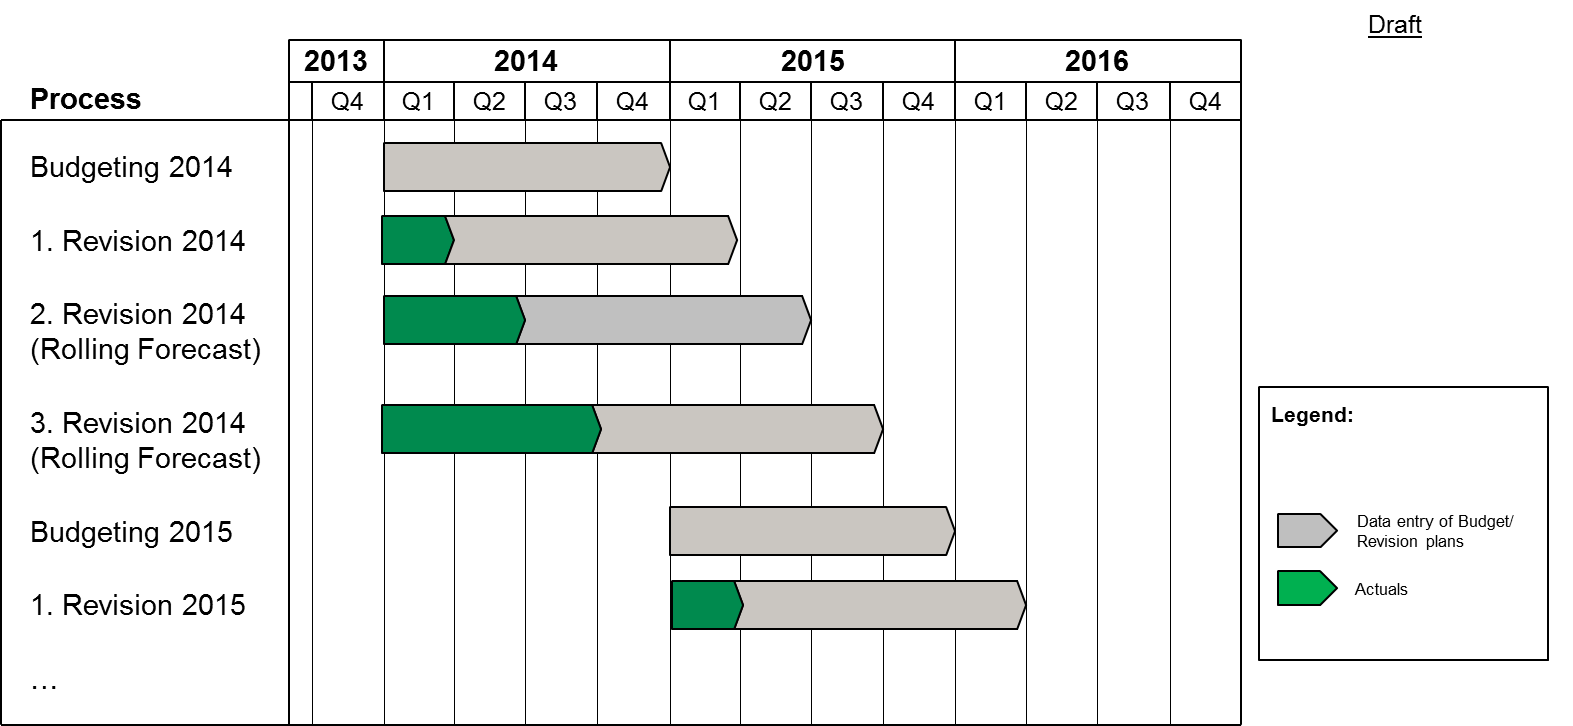 Draft
2013 2014 2015 2016
Process Q4 Q1 Q2 Q3 Q4 Q1 Q2 Q3 Q4 Q1 Q2 Q3 Q4
Budgeting 2014
1. Revision 2014
2. Revision 2014
(Rolling Forecast)
3. Revision 2014
(Rolling Forecast)
Budgeting 2015
1. Revision 2015
…
Legend:
Data entry of Budget/
Revision plans
Actuals